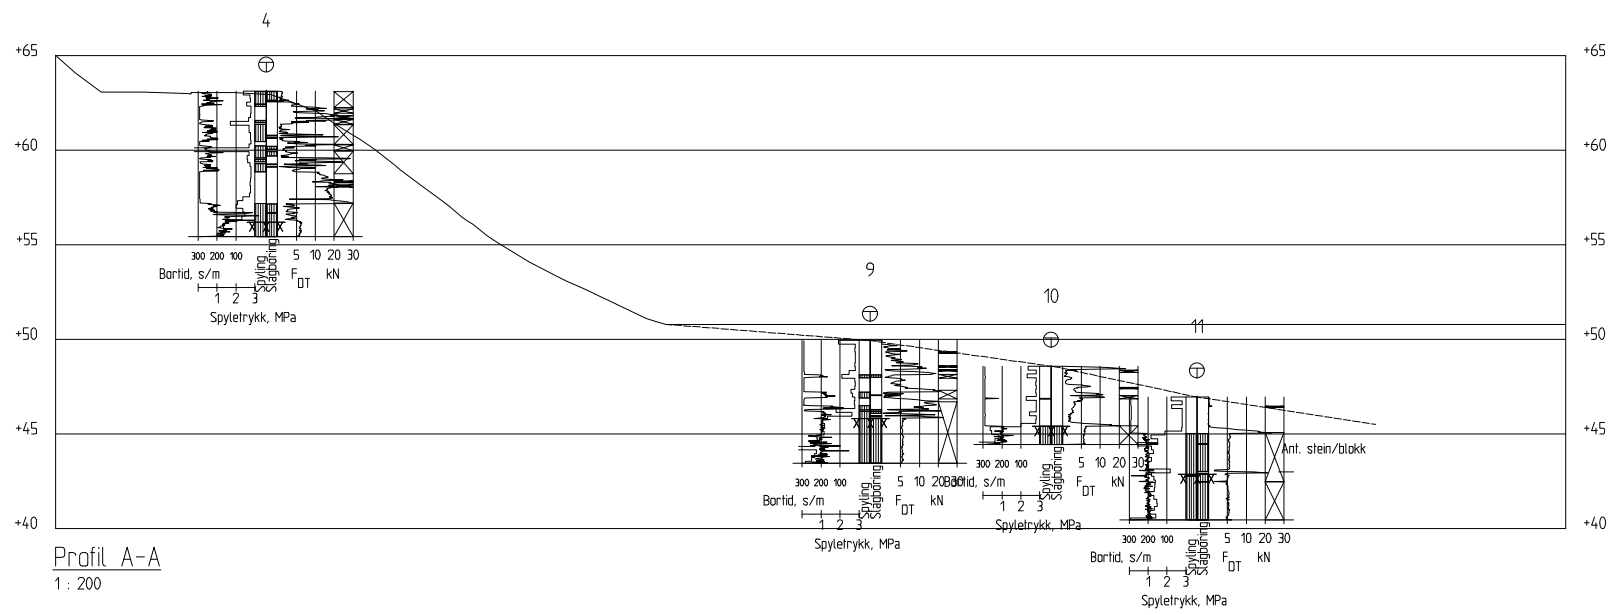 4
+65 +65
+60 +60
+55 +55
300 200 100 Spyling Slagboring 5 10 20 30
Bortid, s/m F DT kN
1 2 3
Spyletrykk, MPa
9
10
11
+50 +50
+45 +45
Ant. stein/blokk
300 200 100 Spyling Slagboring 5 10 20 30
Bortid, s/m F DT kN
1 2 3
Spyletrykk, MPa
300 200 100 Spyling Slagboring 5 10 20 30
Bortid, s/m F DT kN
1 2 3
Spyletrykk, MPa
+40 +40
300 200 100 Spyling Slagboring 5 10 20 30
Bortid, s/m F DT kN
1 2 3
Spyletrykk, MPa
Profil A-A
1 : 200